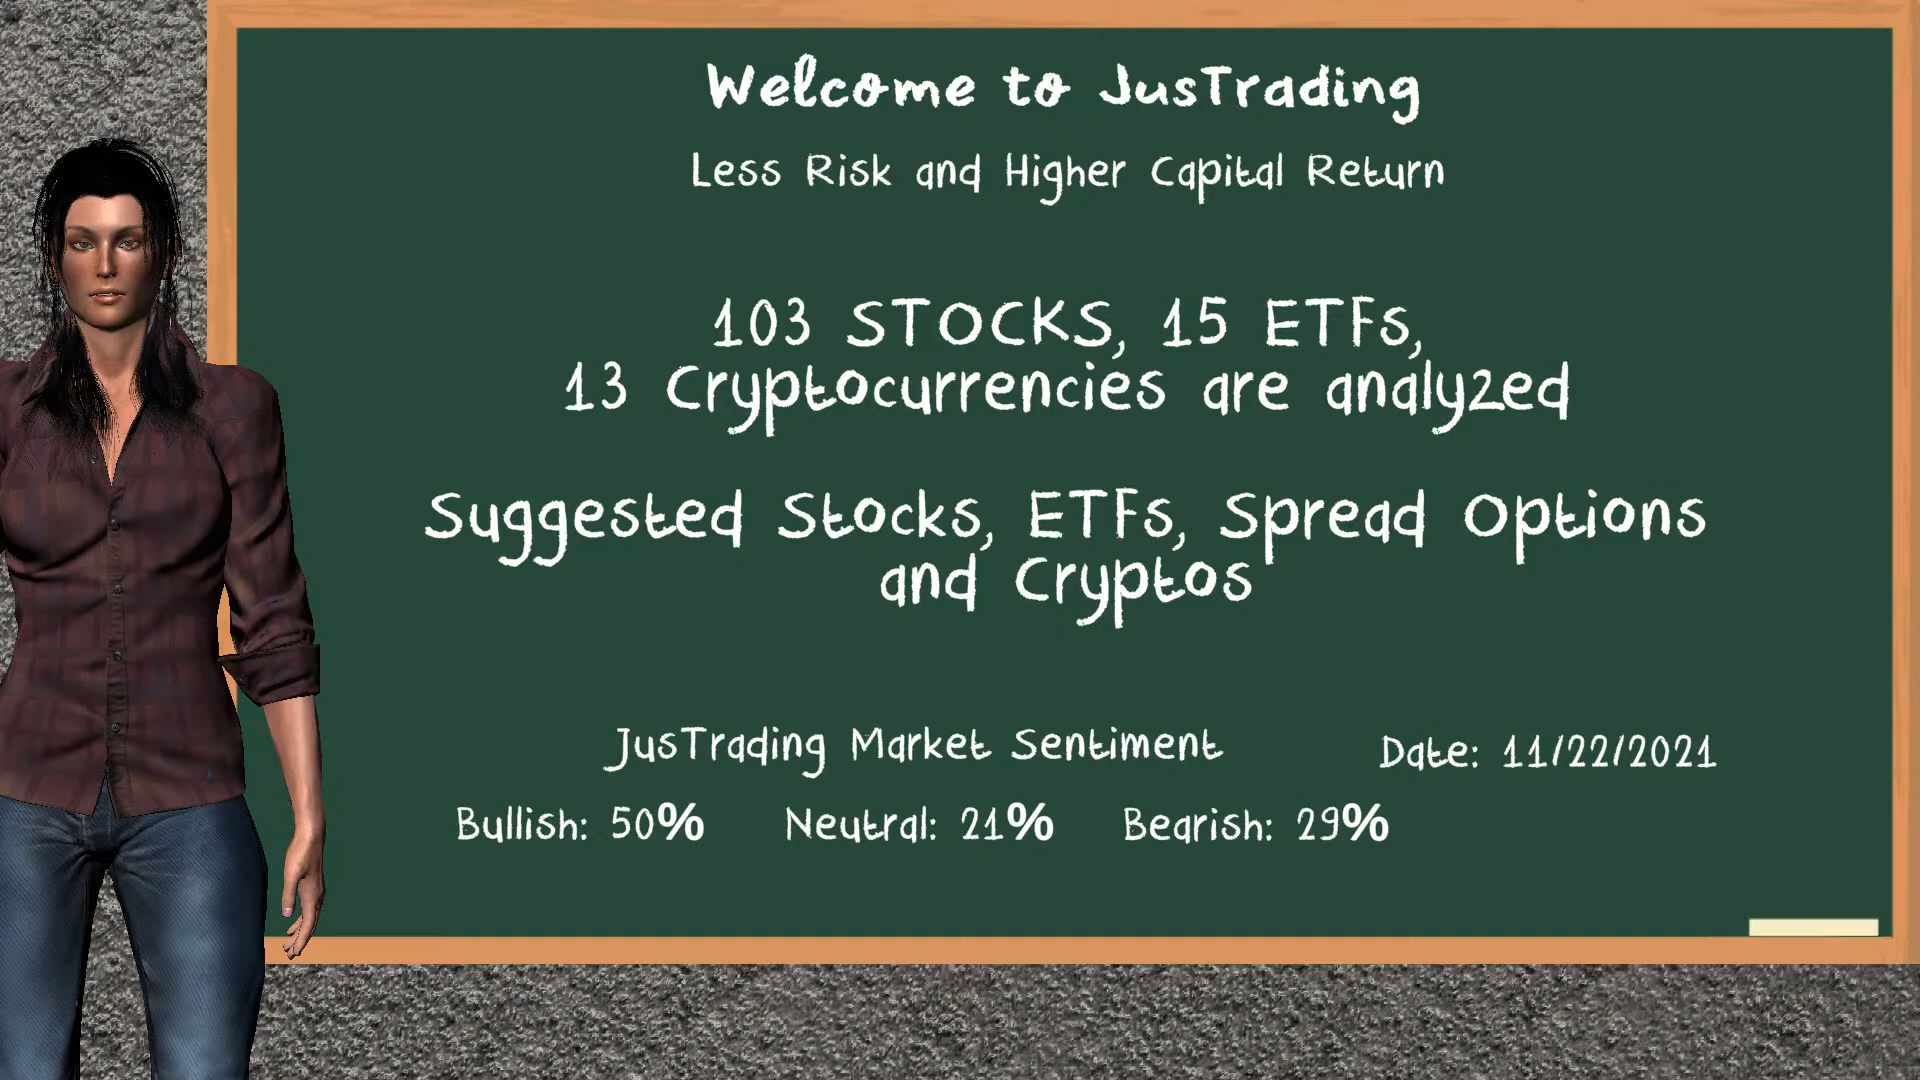 Welcome to JusTrading
Less Risk and Higher Capital Return
103 STOCKS, 15 ETFs,
13 Cryptocurrencies are analyzed
Suggested Stocks, ETFs, Spread Options
and Cryptos
JusTrading Market Sentiment
Date: 11/22/2021
Bullish: 50% Neutral: 21% Bearish: 29%